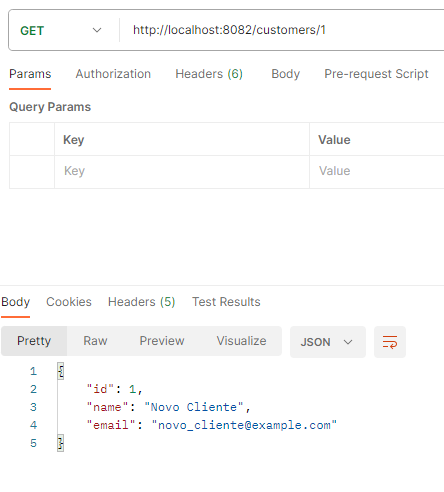 GET http://localhost:8082/customers/1
Params Authorization Headers (6) Body Pre-request Script
Query Params
Key Value
Key Value
Body Cookies Headers (5) Test Results
Pretty Raw Preview Visualize JSON
1 {
2 "id": 1,
3 "name": "Novo Cliente",
4 "email": "novo_cliente@example.com"
5 }